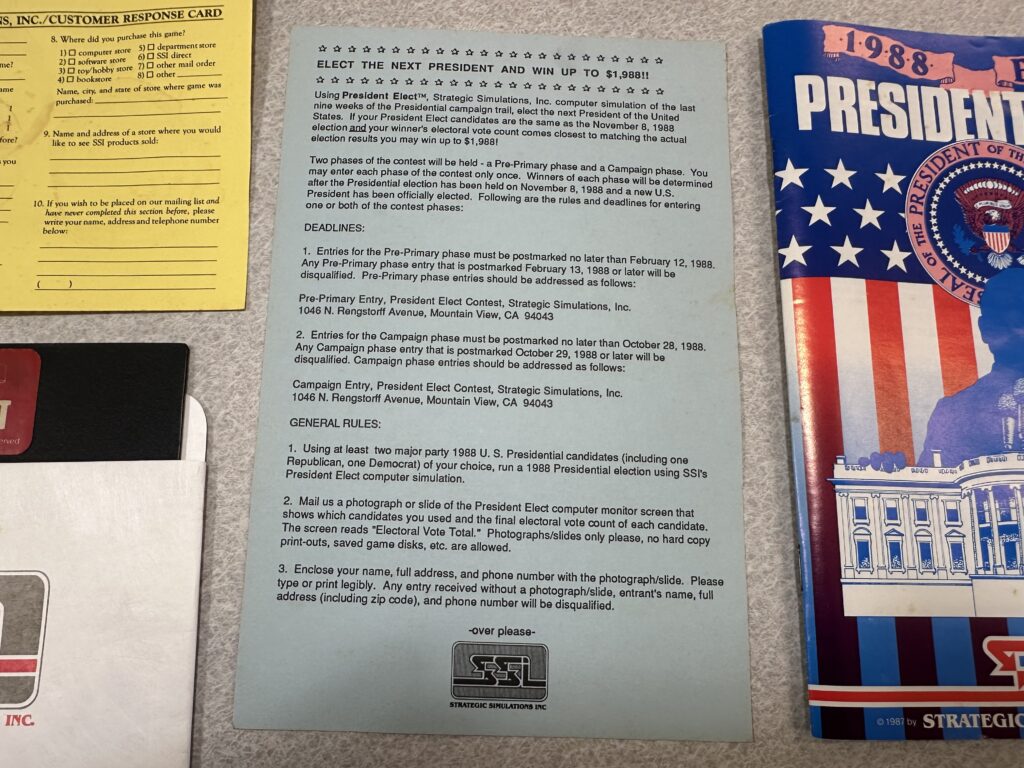 NS, INC./CUSTOMER RESPONSE CARD
8. Where did you purchase this game?
1) ☐ computer store 5) ☐ department store
2) ☐ software store 6) ☐ SSI direct
3) ☐ toy/hobby store 7) ☐ other mail order
4) ☐ bookstore 8) ☐ other
Name, city, and state of store where game was
purchased:
9. Name and address of a store where you would
like to see SSI products sold:
10. If you wish to be placed on our mailing list and
have never completed this section before, please
write your name, address and telephone number
below:
( )
INC.
☆ ☆ ☆ ☆ ☆ ☆ ☆ ☆ ☆ ☆ ☆ ☆ ☆ ☆ ☆ ☆ ☆ ☆ ☆ ☆ ☆ ☆ ☆ ☆ ☆ ☆
ELECT THE NEXT PRESIDENT AND WIN UP TO $1,988!!
☆ ☆ ☆ ☆ ☆ ☆ ☆ ☆ ☆ ☆ ☆ ☆ ☆ ☆ ☆ ☆ ☆ ☆ ☆ ☆ ☆ ☆ ☆ ☆
Using President Elect™, Strategic Simulations, Inc. computer simulation of the last
nine weeks of the Presidential campaign trail, elect the next President of the United
States. If your President Elect candidates are the same as the November 8, 1988
election and your winner's electoral vote count comes closest to matching the actual
election results you may win up to $1,988!
Two phases of the contest will be held - a Pre-Primary phase and a Campaign phase. You
may enter each phase of the contest only once. Winners of each phase will be determined
after the Presidential election has been held on November 8, 1988 and a new U.S.
President has been officially elected. Following are the rules and deadlines for entering
one or both of the contest phases:
DEADLINES:
1. Entries for the Pre-Primary phase must be postmarked no later than February 12, 1988.
Any Pre-Primary phase entry that is postmarked February 13, 1988 or later will be
disqualified. Pre-Primary phase entries should be addressed as follows:
Pre-Primary Entry, President Elect Contest, Strategic Simulations, Inc.
1046 N. Rengstorff Avenue, Mountain View, CA 94043
2. Entries for the Campaign phase must be postmarked no later than October 28, 1988.
Any Campaign phase entry that is postmarked October 29, 1988 or later will be
disqualified. Campaign phase entries should be addressed as follows:
Campaign Entry, President Elect Contest, Strategic Simulations, Inc.
1046 N. Rengstorff Avenue, Mountain View, CA 94043
GENERAL RULES:
1. Using at least two major party 1988 U. S. Presidential candidates (including one
Republican, one Democrat) of your choice, run a 1988 Presidential election using SSI's
President Elect computer simulation.
2. Mail us a photograph or slide of the President Elect computer monitor screen that
shows which candidates you used and the final electoral vote count of each candidate.
The screen reads "Electoral Vote Total." Photographs/slides only please, no hard copy
print-outs, saved game disks, etc. are allowed.
3. Enclose your name, full address, and phone number with the photograph/slide. Please
type or print legibly. Any entry received without a photograph/slide, entrant's name, full
address (including zip code), and phone number will be disqualified.
-over please-
SSI
STRATEGIC SIMULATIONS INC
1988
PRESIDENT
SEAL OF THE PRESIDENT OF TH
© 1987 by STRATEGIC